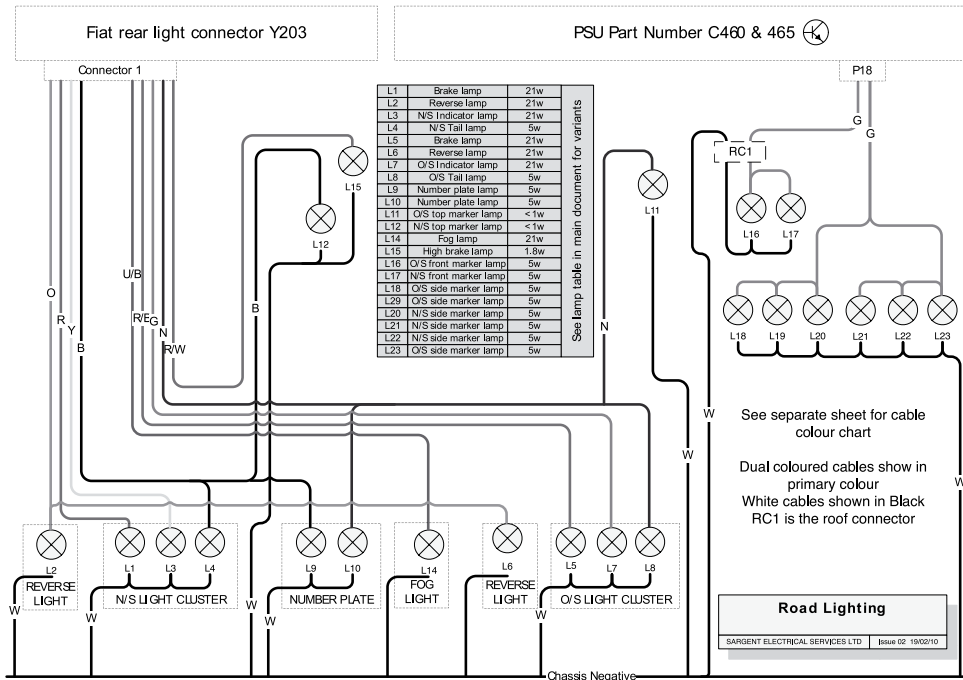 Fiat rear light connector Y203
PSU Part Number C460 & 465
Connector 1
P18
L1 Brake lamp 21w
L2 Reverse lamp 21w
L3 N/S Indicator lamp 21w
L4 N/S Tail lamp 5w
L5 Brake lamp 21w
L6 Reverse lamp 21w
L7 O/S Indicator lamp 21w
L8 O/S Tail lamp 5w
L9 Number plate lamp 5w
L10 Number plate lamp 5w
L11 O/S top marker lamp <1w
L12 N/S top marker lamp <1w
L14 Fog lamp 21w
L15 High brake lamp 1.8w
L16 O/S front marker lamp 5w
L17 N/S front marker lamp 5w
L18 O/S side marker lamp 5w
L29 O/S side marker lamp 5w
L20 N/S side marker lamp 5w
L21 N/S side marker lamp 5w
L22 N/S side marker lamp 5w
L23 O/S side marker lamp 5w
See lamp table in main document for variants
G
G
RC1
L15
L12
L11
L16 L17
U/B
O
R
Y
B
R/B
G
N
R/W
B
N
L18 L19 L20 L21 L22 L23
W
W
W
See separate sheet for cable
colour chart
Dual coloured cables show in
primary colour
White cables shown in Black
RC1 is the roof connector
L2
REVERSE
LIGHT
L1 L3 L4
N/S LIGHT CLUSTER
L9 L10
NUMBER PLATE
L14
FOG
LIGHT
L6
REVERSE
LIGHT
L5 L7 L8
O/S LIGHT CLUSTER
W
W
W
W
W
W
W
Road Lighting
SARGENT ELECTRICAL SERVICES LTD
Issue 02 19/02/10
Chassis Negative